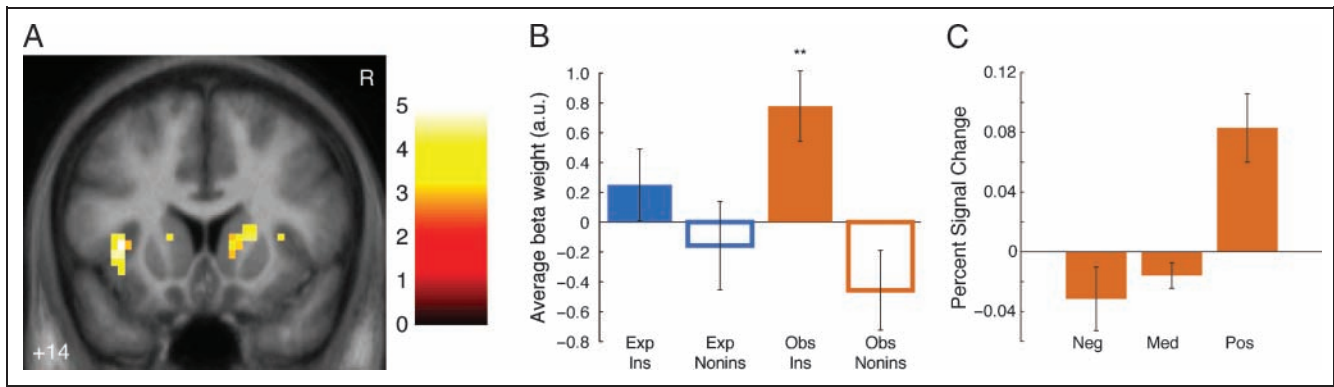 A
R
5
4
3
2
1
0
+14
B
**
Average beta weight (a.u.)
1.0
0.8
0.6
0.4
0.2
0
−0.2
−0.4
−0.6
−0.8
Exp Ins
Exp Nonins
Obs Ins
Obs Nonins
C
Percent Signal Change
0.12
0.08
0.04
0
−0.04
Neg Med Pos